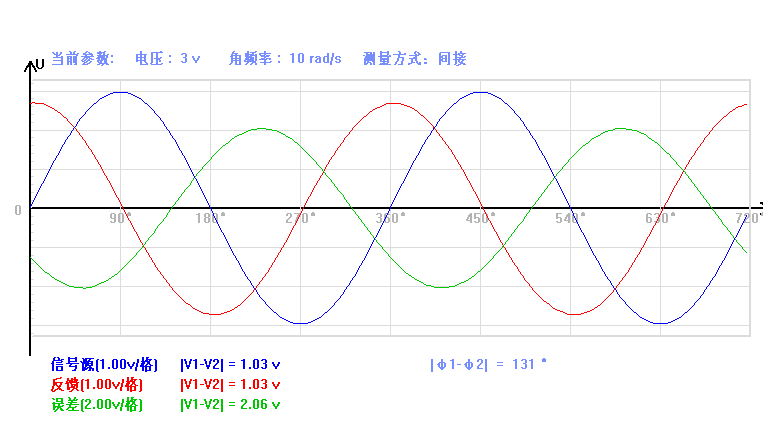 当前参数: 电压 : 3 v 角频率 : 10 rad/s 测量方式：间接
U
0
90° 180° 270° 360° 450° 540° 630° 720°
信号源(1.00v/格) |V1-V2| = 1.03 v |ф1-ф2| = 131 °
反馈(1.00v/格) |V1-V2| = 1.03 v
误差(2.00v/格) |V1-V2| = 2.06 v